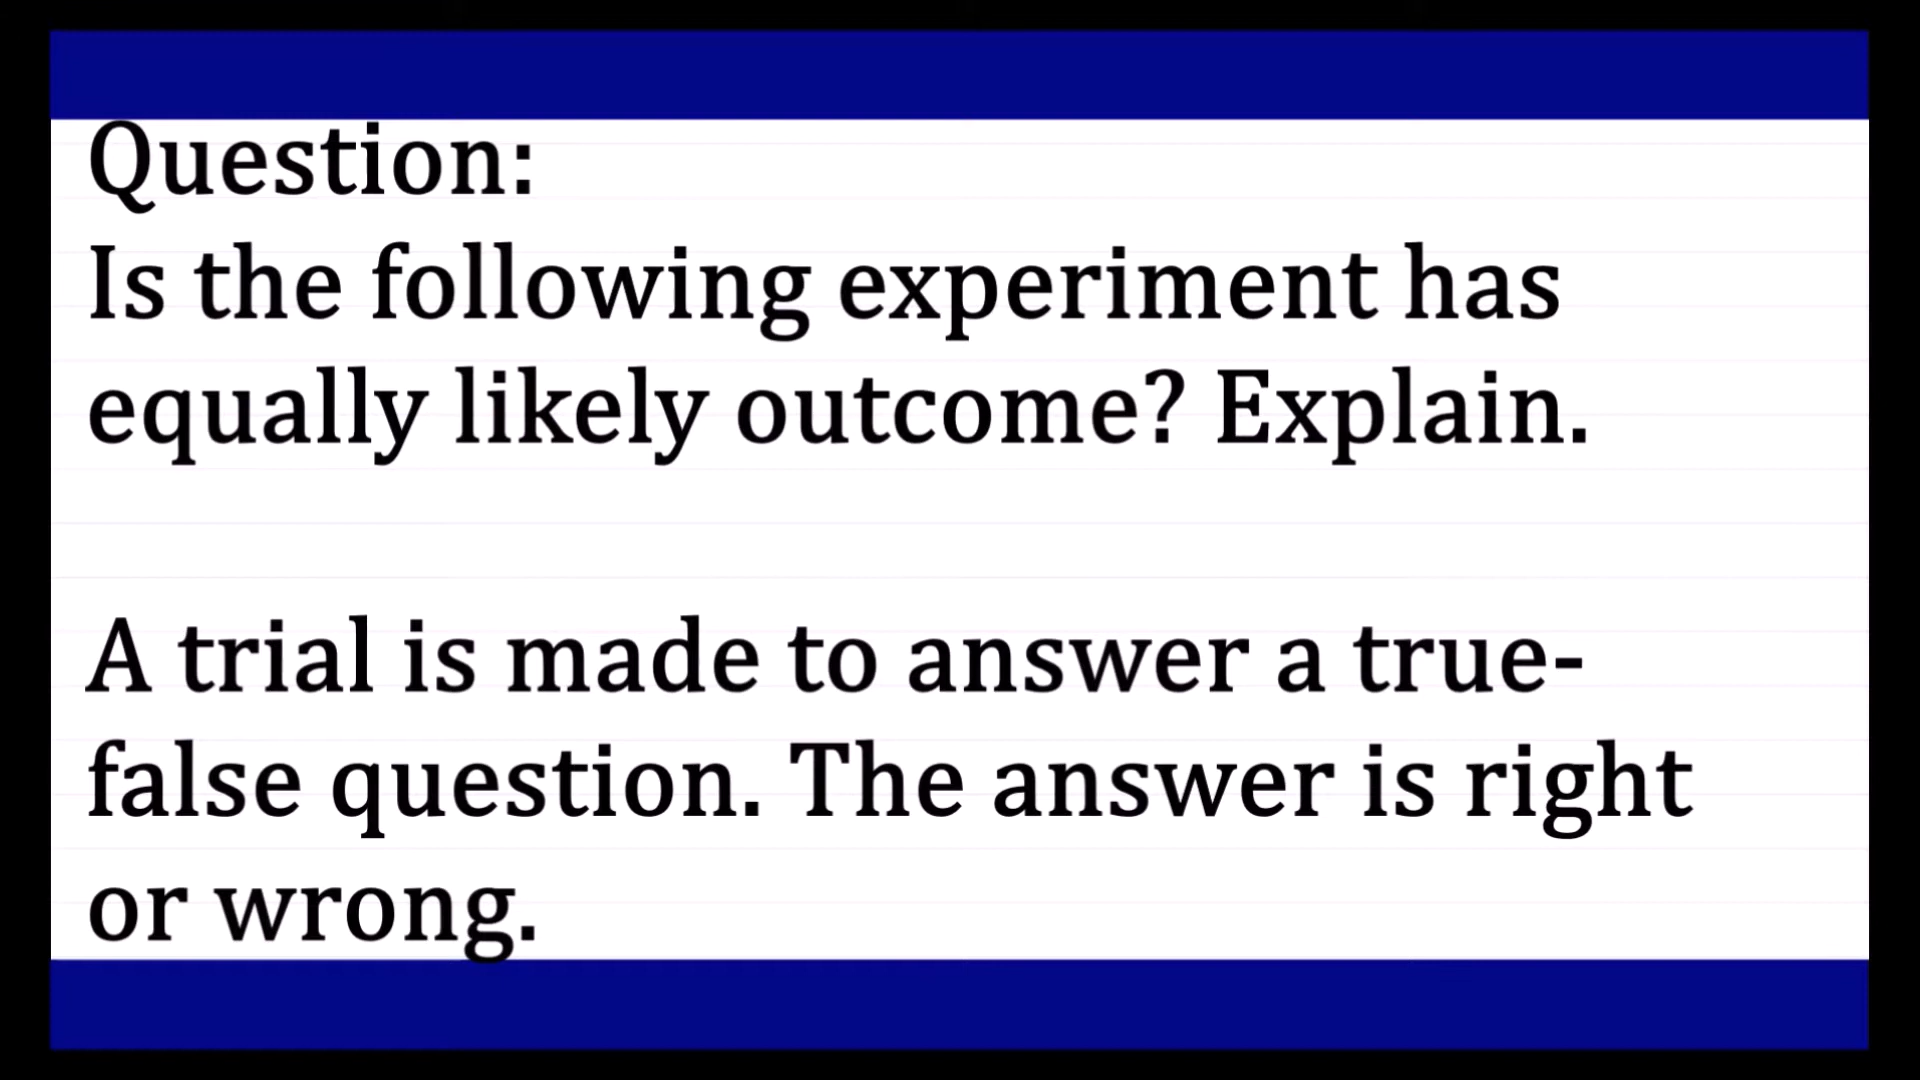 Question:
Is the following experiment has
equally likely outcome? Explain.
A trial is made to answer a true-
false question. The answer is right
or wrong.